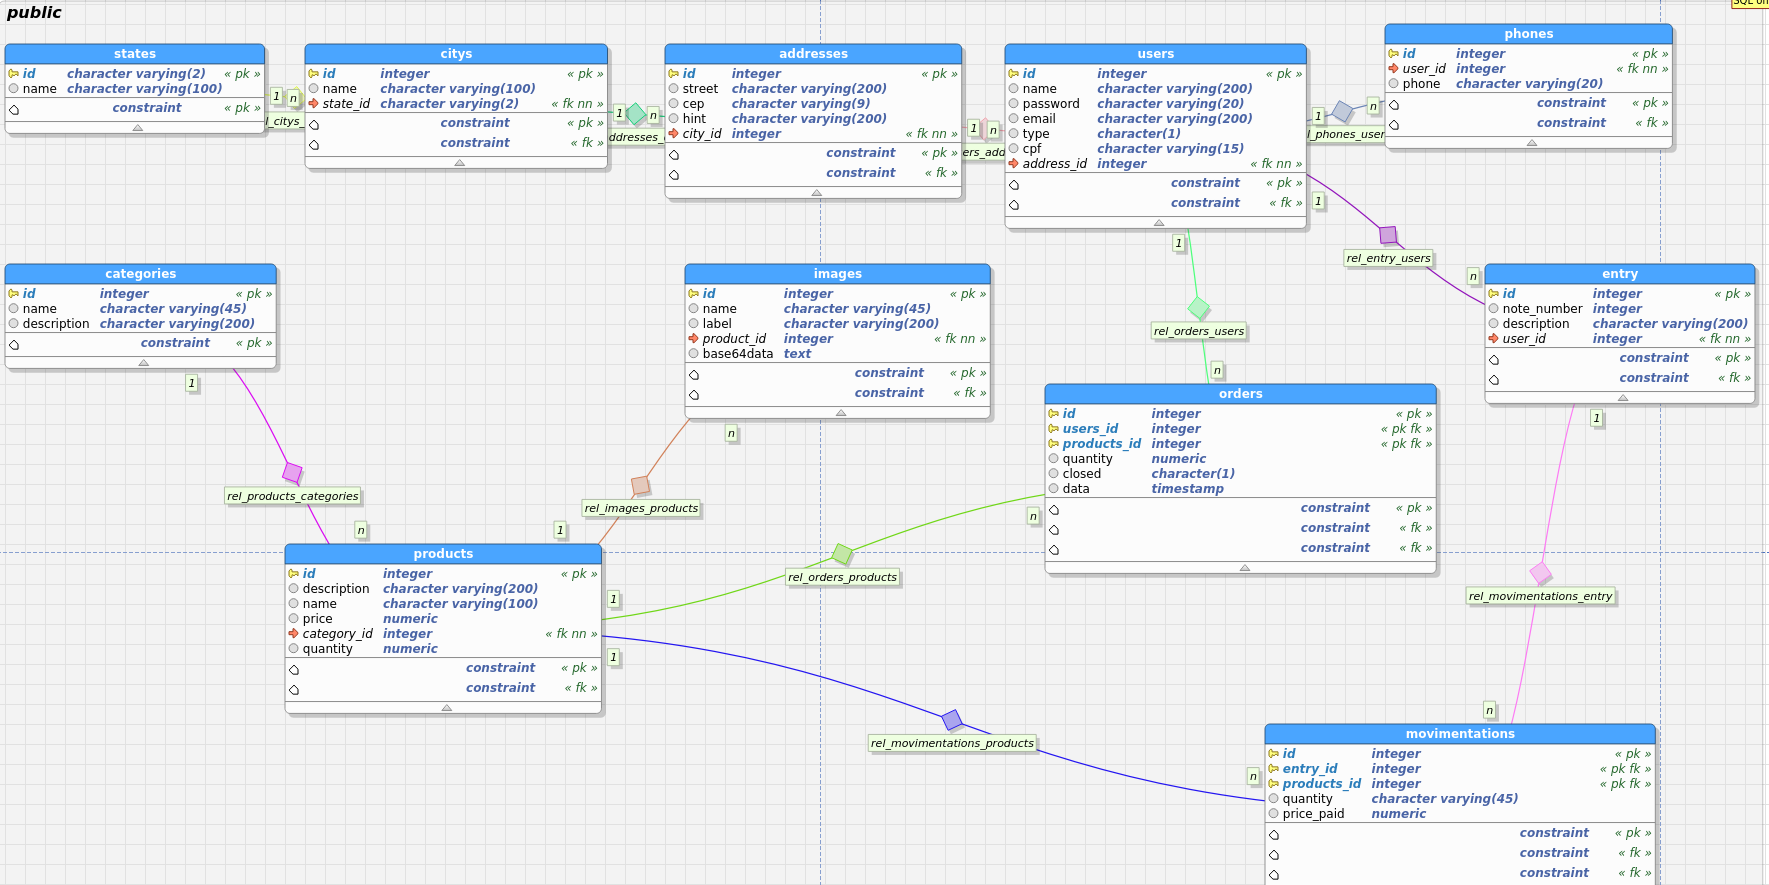 public
SQL on
states
id character varying(2) « pk »
name character varying(100)
constraint « pk »
1 n
l_citys_
citys
id integer « pk »
name character varying(100)
state_id character varying(2) « fk nn »
constraint « pk »
constraint « fk »
1 n
ddresses_
addresses
id integer « pk »
street character varying(200)
cep character varying(9)
hint character varying(200)
city_id integer « fk nn »
constraint « pk »
constraint « fk »
1 n
ers_add
users
id integer « pk »
name character varying(200)
password character varying(20)
email character varying(200)
type character(1)
cpf character varying(15)
address_id integer « fk nn »
constraint « pk »
constraint « fk »
1 n
l_phones_user
phones
id integer « pk »
user_id integer « fk nn »
phone character varying(20)
constraint « pk »
constraint « fk »
1
rel_entry_users
n
1
rel_orders_users
n
categories
id integer « pk »
name character varying(45)
description character varying(200)
constraint « pk »
1
rel_products_categories
n
images
id integer « pk »
name character varying(45)
label character varying(200)
product_id integer « fk nn »
base64data text
constraint « pk »
constraint « fk »
n
rel_images_products
1
entry
id integer « pk »
note_number integer
description character varying(200)
user_id integer « fk nn »
constraint « pk »
constraint « fk »
1
rel_movimentations_entry
n
orders
id integer « pk »
users_id integer « pk fk »
products_id integer « pk fk »
quantity numeric
closed character(1)
data timestamp
constraint « pk »
constraint « fk »
constraint « fk »
n
rel_orders_products
1
products
id integer « pk »
description character varying(200)
name character varying(100)
price numeric
category_id integer « fk nn »
quantity numeric
constraint « pk »
constraint « fk »
1
rel_movimentations_products
n
movimentations
id integer « pk »
entry_id integer « pk fk »
products_id integer « pk fk »
quantity character varying(45)
price_paid numeric
constraint « pk »
constraint « fk »
constraint « fk »